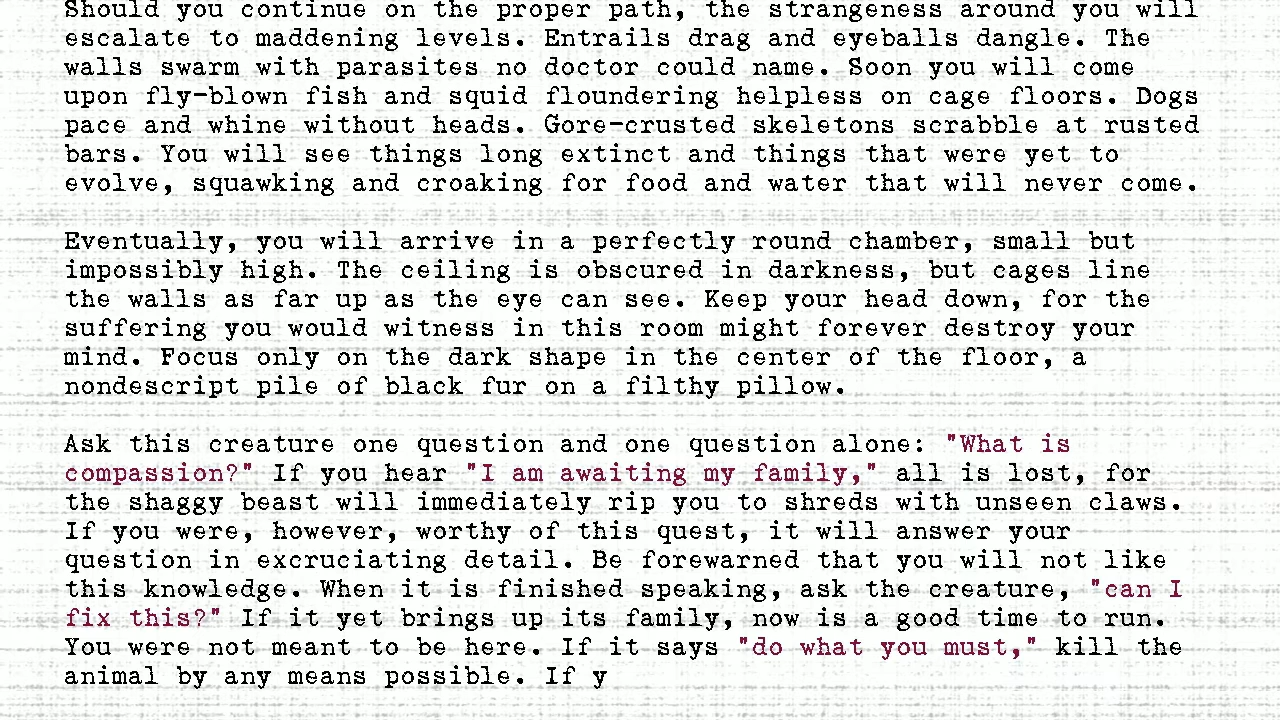 Should you continue on the proper path, the strangeness around you will
escalate to maddening levels. Entrails drag and eyeballs dangle. The
walls swarm with parasites no doctor could name. Soon you will come
upon fly-blown fish and squid floundering helpless on cage floors. Dogs
pace and whine without heads. Gore-crusted skeletons scrabble at rusted
bars. You will see things long extinct and things that were yet to
evolve, squawking and croaking for food and water that will never come.
Eventually, you will arrive in a perfectly round chamber, small but
impossibly high. The ceiling is obscured in darkness, but cages line
the walls as far up as the eye can see. Keep your head down, for the
suffering you would witness in this room might forever destroy your
mind. Focus only on the dark shape in the center of the floor, a
nondescript pile of black fur on a filthy pillow.
Ask this creature one question and one question alone: "What is
compassion?" If you hear "I am awaiting my family," all is lost, for
the shaggy beast will immediately rip you to shreds with unseen claws.
If you were, however, worthy of this quest, it will answer your
question in excruciating detail. Be forewarned that you will not like
this knowledge. When it is finished speaking, ask the creature, "can I
fix this?" If it yet brings up its family, now is a good time to run.
You were not meant to be here. If it says "do what you must," kill the
animal by any means possible. If y